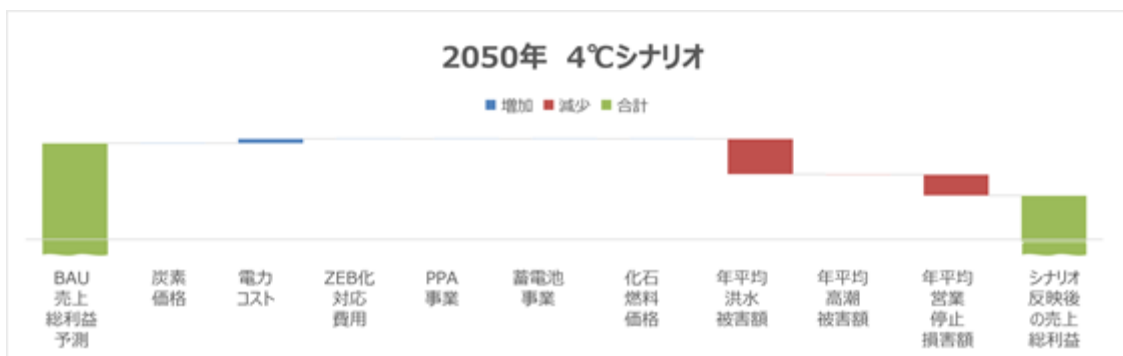 2050年 4℃シナリオ
■増加 ■減少 ■合計
BAU
売上
総利益
予測
炭素
価格
電力
コスト
ZEB化
対応
費用
PPA
事業
蓄電池
事業
化石
燃料
価格
年平均
洪水
被害額
年平均
高潮
被害額
年平均
営業
停止
損害額
シナリオ
反映後
の売上
総利益